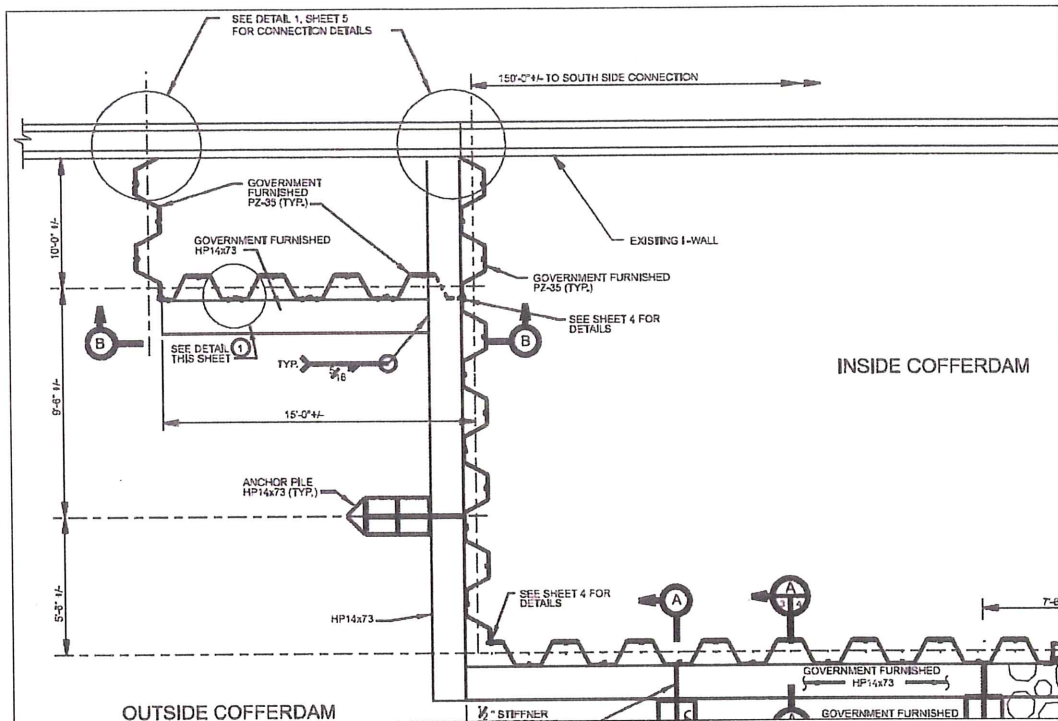 SEE DETAIL 1, SHEET 5
FOR CONNECTION DETAILS
150'-0"+/- TO SOUTH SIDE CONNECTION
GOVERNMENT
FURNISHED
PZ-35 (TYP.)
10'-0" +/-
GOVERNMENT FURNISHED
HP14x73
EXISTING I-WALL
GOVERNMENT FURNISHED
PZ-35 (TYP.)
SEE SHEET 4 FOR
DETAILS
B
B
SEE DETAIL 1
THIS SHEET
TYP.
5/16
INSIDE COFFERDAM
9'-6" +/-
15'-0"+/-
ANCHOR PILE
HP14x73 (TYP.)
5'-6" +/-
HP14x73
SEE SHEET 4 FOR
DETAILS
A
A
3 4
GOVERNMENT FURNISHED
HP14x73
OUTSIDE COFFERDAM
½" STIFFNER
C
A
GOVERNMENT FURNISHED